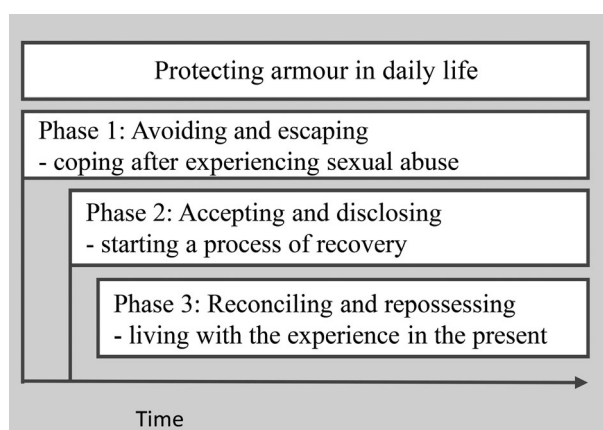 Protecting armour in daily life
Phase 1: Avoiding and escaping
- coping after experiencing sexual abuse
Phase 2: Accepting and disclosing
- starting a process of recovery
Phase 3: Reconciling and repossessing
- living with the experience in the present
Time